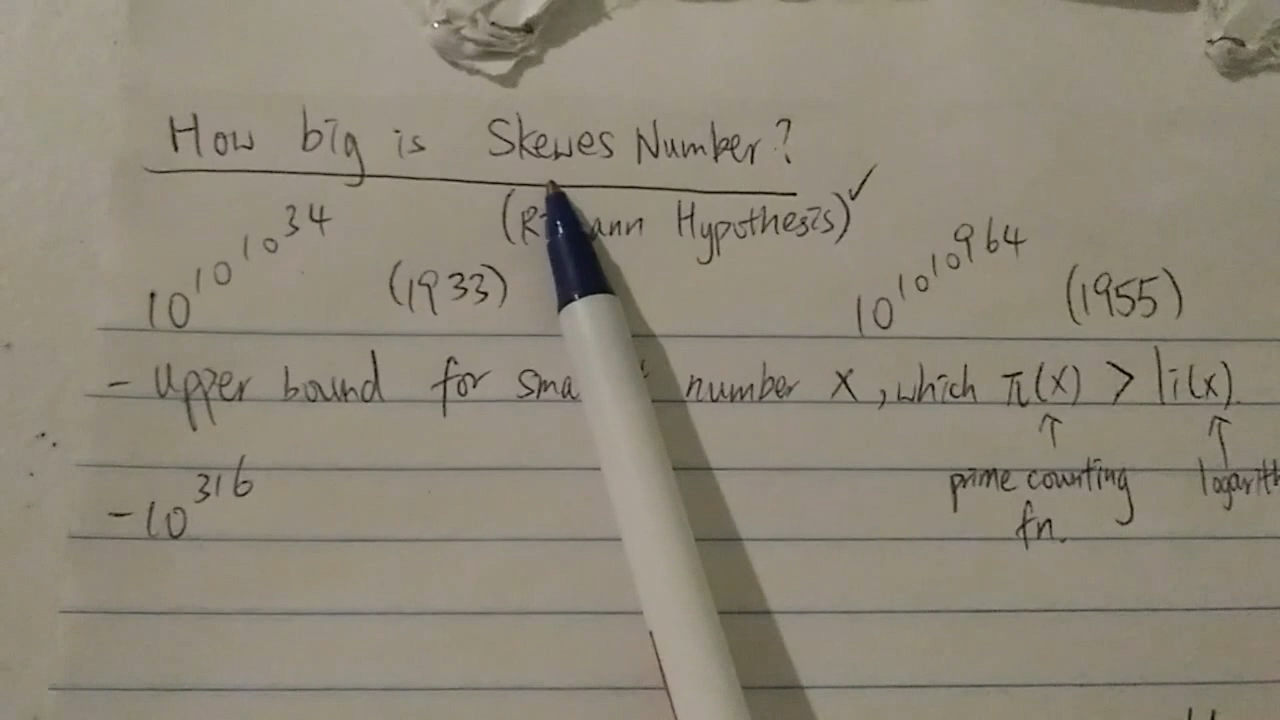 How big is Skewes Number?
(Riemann Hypothesis) ✓
10^10^10^34 (1933) 10^10^10^964 (1955)
- Upper bound for number x, which π(x) > li(x).
↑ ↑
prime counting
fn.
- 10^316